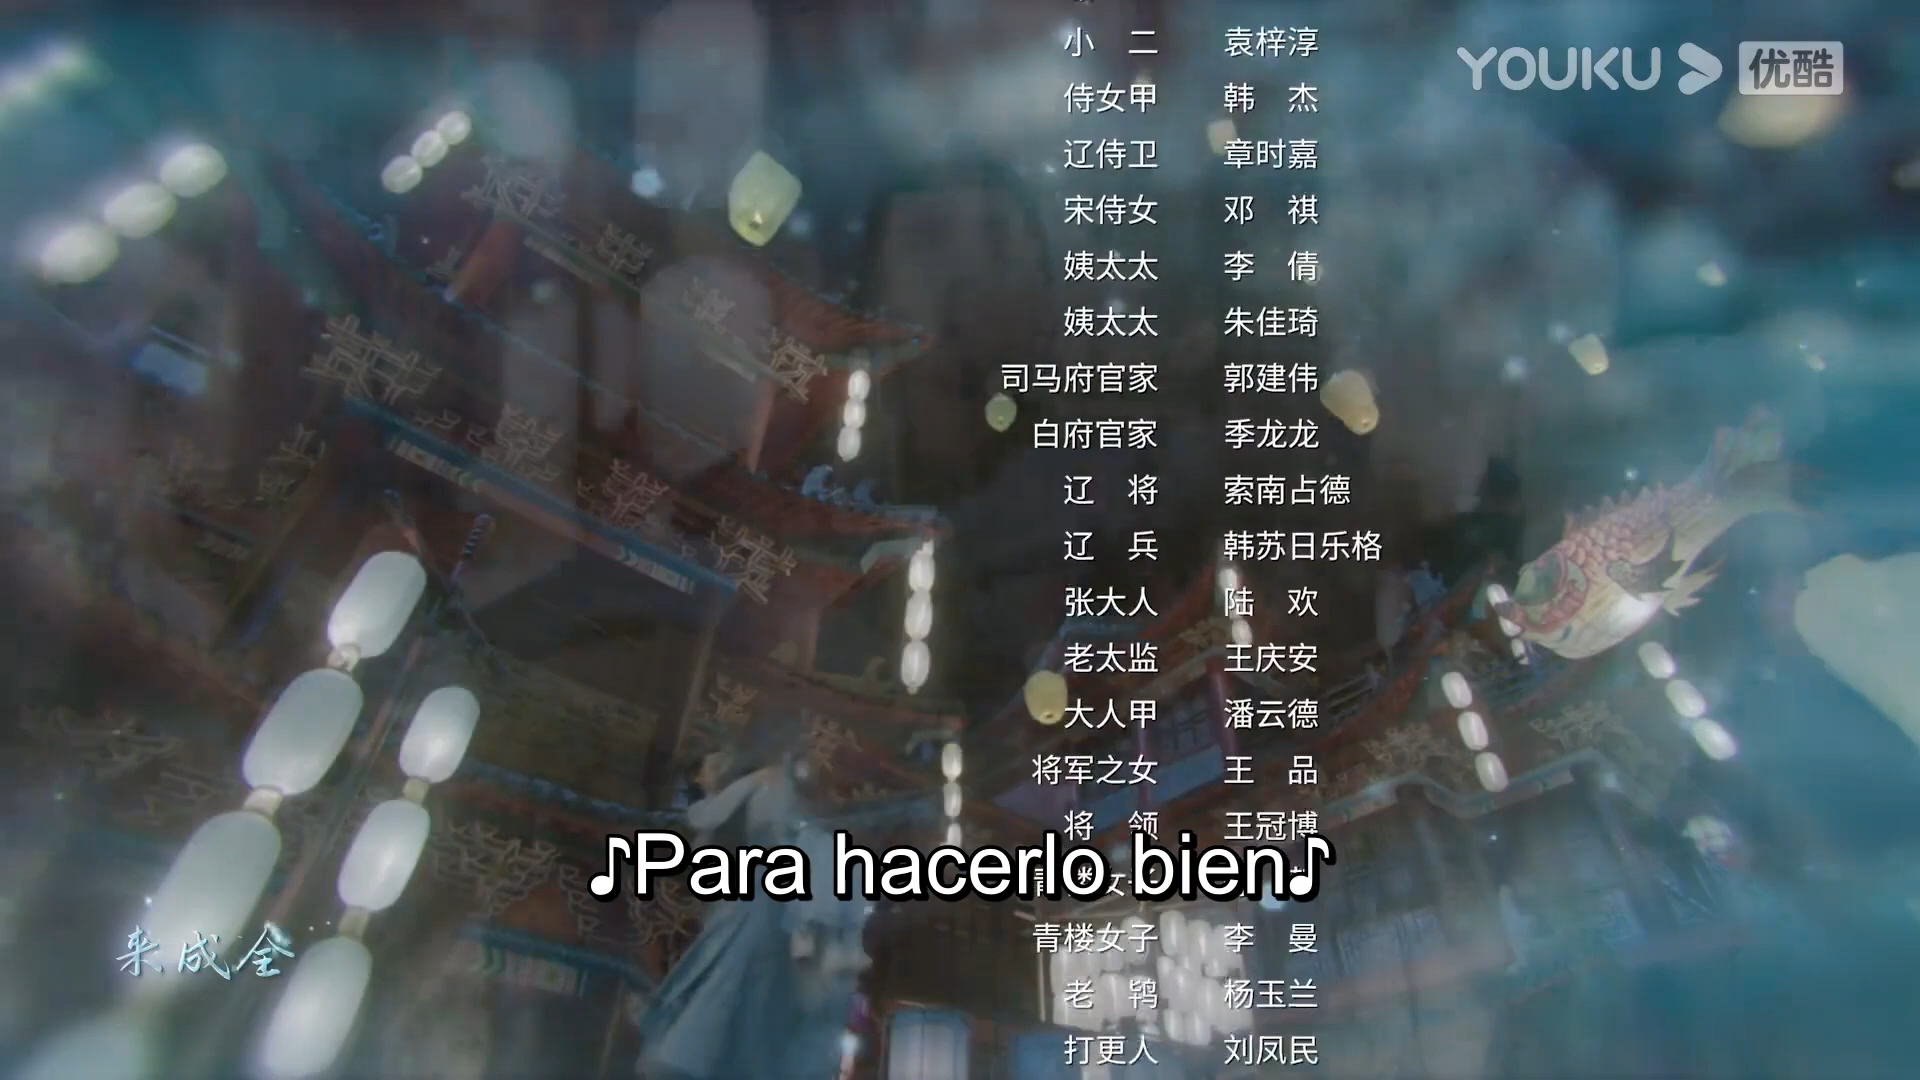 小二 袁梓淳
YOUKU 优酷
侍女甲 韩杰
辽侍卫 章时嘉
宋侍女 邓祺
姨太太 李倩
姨太太 朱佳琦
司马府官家 郭建伟
白府官家 季龙龙
辽将 索南占德
辽兵 韩苏日乐格
张大人 陆欢
老太监 王庆安
大人甲 潘云德
将军之女 王品
将领 王冠博
♪Para hacerlo bien♪
青楼女子 李曼
来成全
老鸨 杨玉兰
打更人 刘凤民